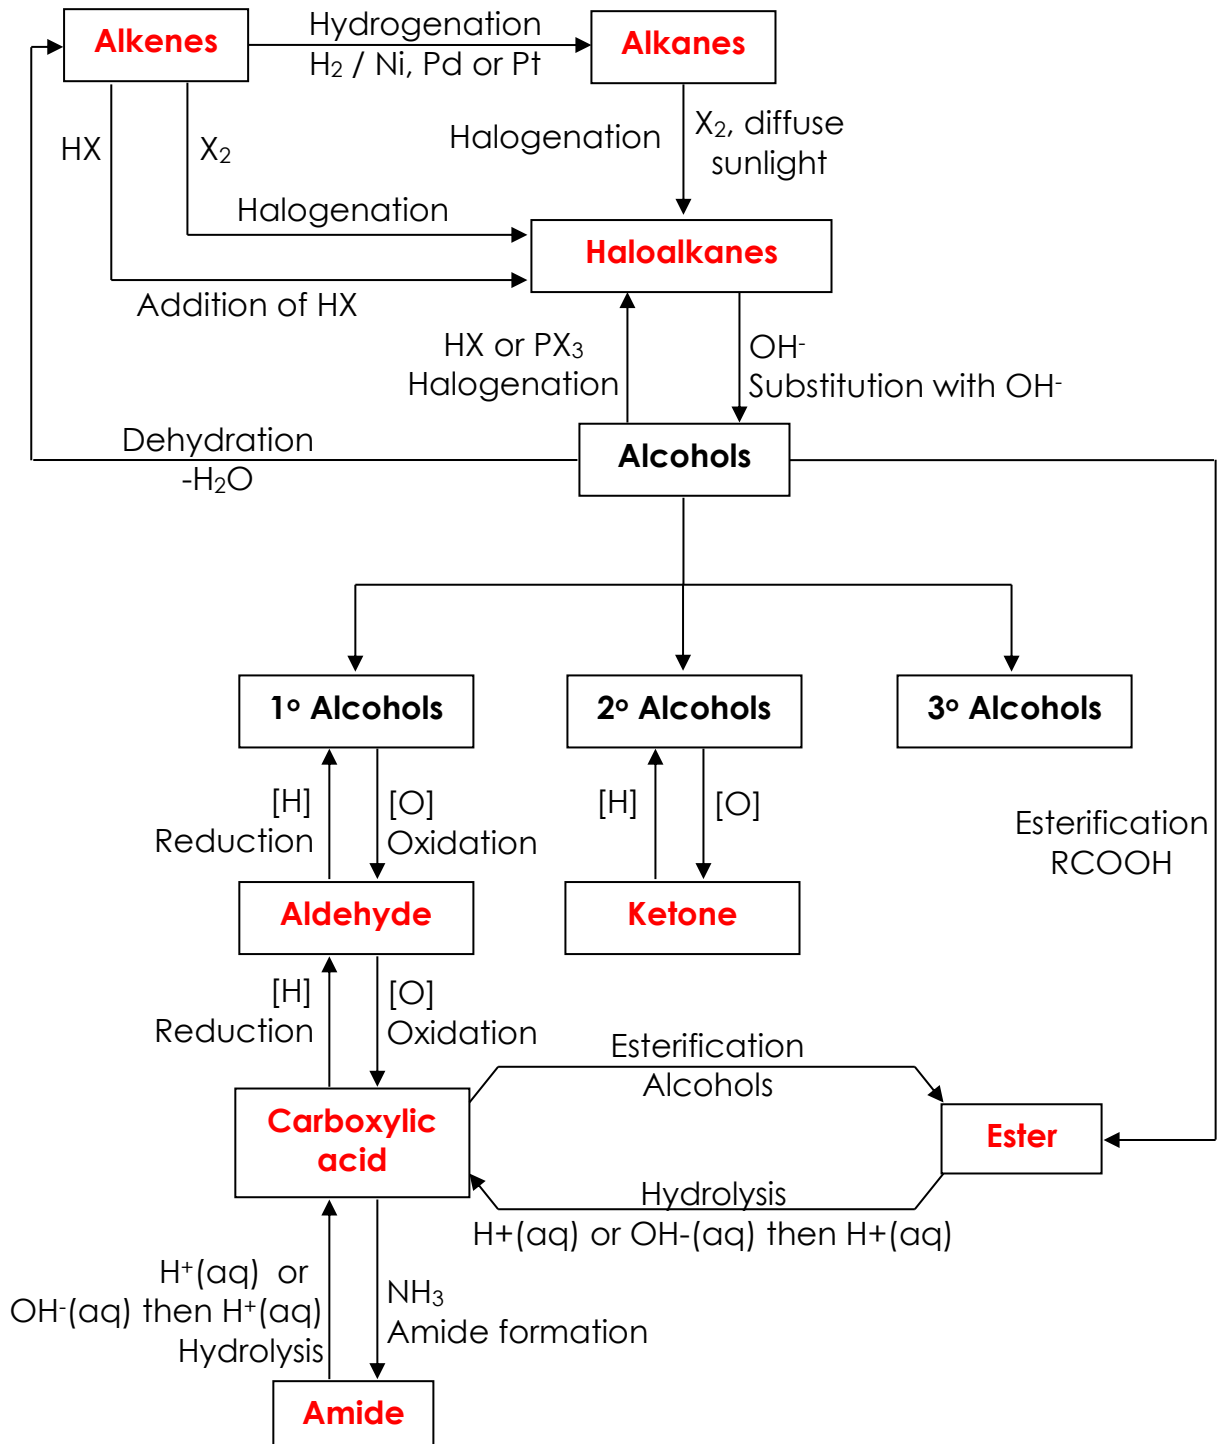 Alkenes
Hydrogenation
H₂ / Ni, Pd or Pt
Alkanes
HX
X₂
Halogenation
X₂, diffuse
sunlight
Halogenation
Haloalkanes
Addition of HX
HX or PX₃
Halogenation
OH⁻
Substitution with OH⁻
Dehydration
-H₂O
Alcohols
1º Alcohols
2º Alcohols
3º Alcohols
[H]
Reduction
[O]
Oxidation
[H]
[O]
Esterification
RCOOH
Aldehyde
Ketone
[H]
Reduction
[O]
Oxidation
Esterification
Alcohols
Carboxylic
acid
Ester
Hydrolysis
H+(aq) or OH-(aq) then H+(aq)
H⁺(aq) or
OH⁻(aq) then H⁺(aq)
Hydrolysis
NH₃
Amide formation
Amide